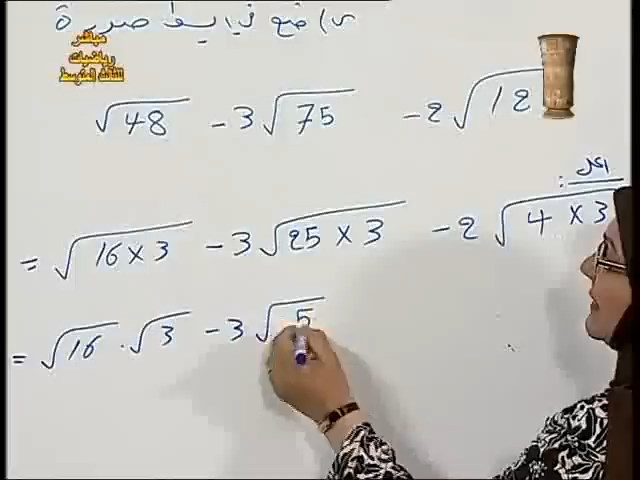 ضع في ابسط صورة
مباشر
رياضيات
للثالث المتوسط
√48 - 3√75 - 2√12
الحل :
= √16 × 3 - 3√25 × 3 - 2√4 × 3
= √16 . √3 - 3√5